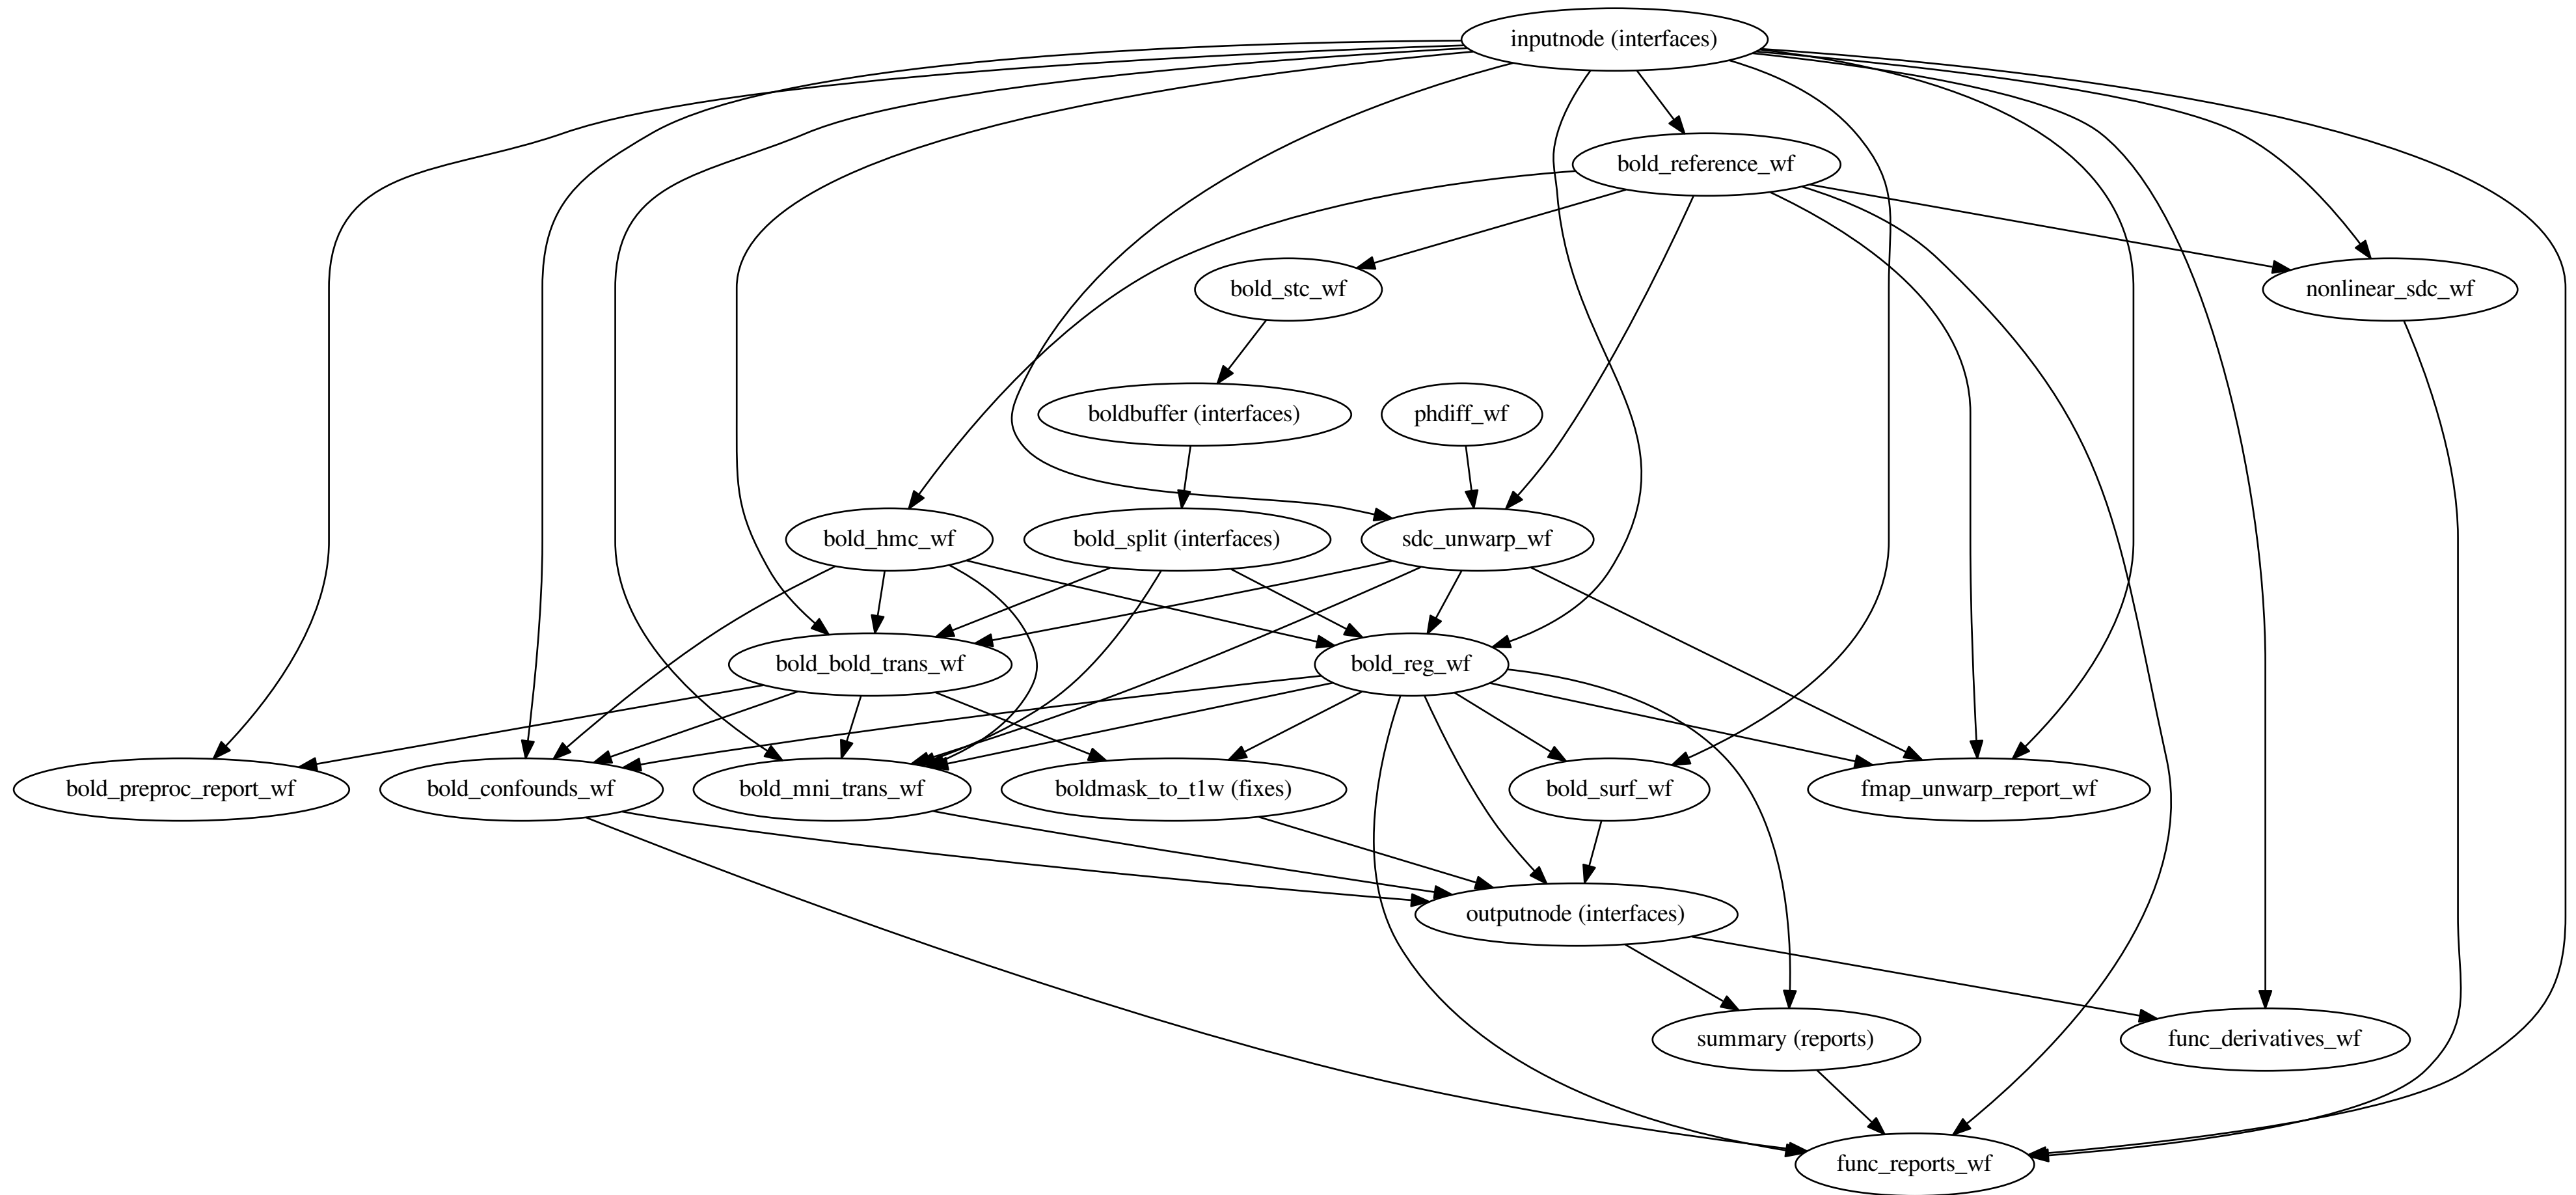 inputnode (interfaces)
bold_reference_wf
bold_stc_wf
nonlinear_sdc_wf
boldbuffer (interfaces)
phdiff_wf
bold_hmc_wf
bold_split (interfaces)
sdc_unwarp_wf
bold_bold_trans_wf
bold_reg_wf
bold_preproc_report_wf
bold_confounds_wf
bold_mni_trans_wf
boldmask_to_t1w (fixes)
bold_surf_wf
fmap_unwarp_report_wf
outputnode (interfaces)
summary (reports)
func_derivatives_wf
func_reports_wf